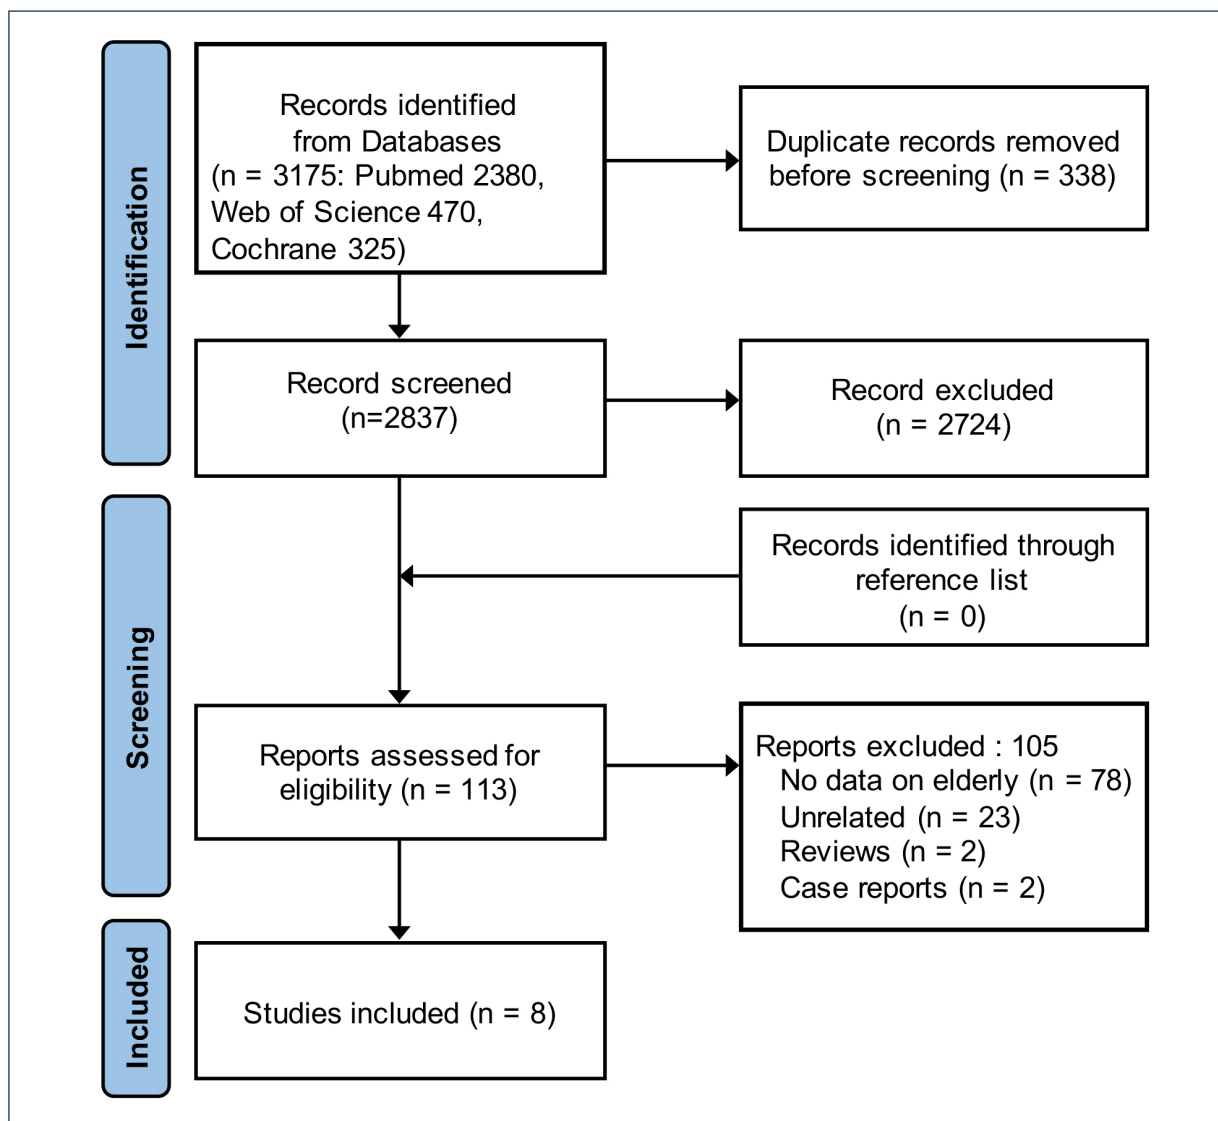 Identification
Records identified
from Databases
(n = 3175: Pubmed 2380,
Web of Science 470,
Cochrane 325)
Duplicate records removed
before screening (n = 338)
Record screened
(n=2837)
Record excluded
(n = 2724)
Screening
Records identified through
reference list
(n = 0)
Reports assessed for
eligibility (n = 113)
Reports excluded : 105
No data on elderly (n = 78)
Unrelated (n = 23)
Reviews (n = 2)
Case reports (n = 2)
Included
Studies included (n = 8)